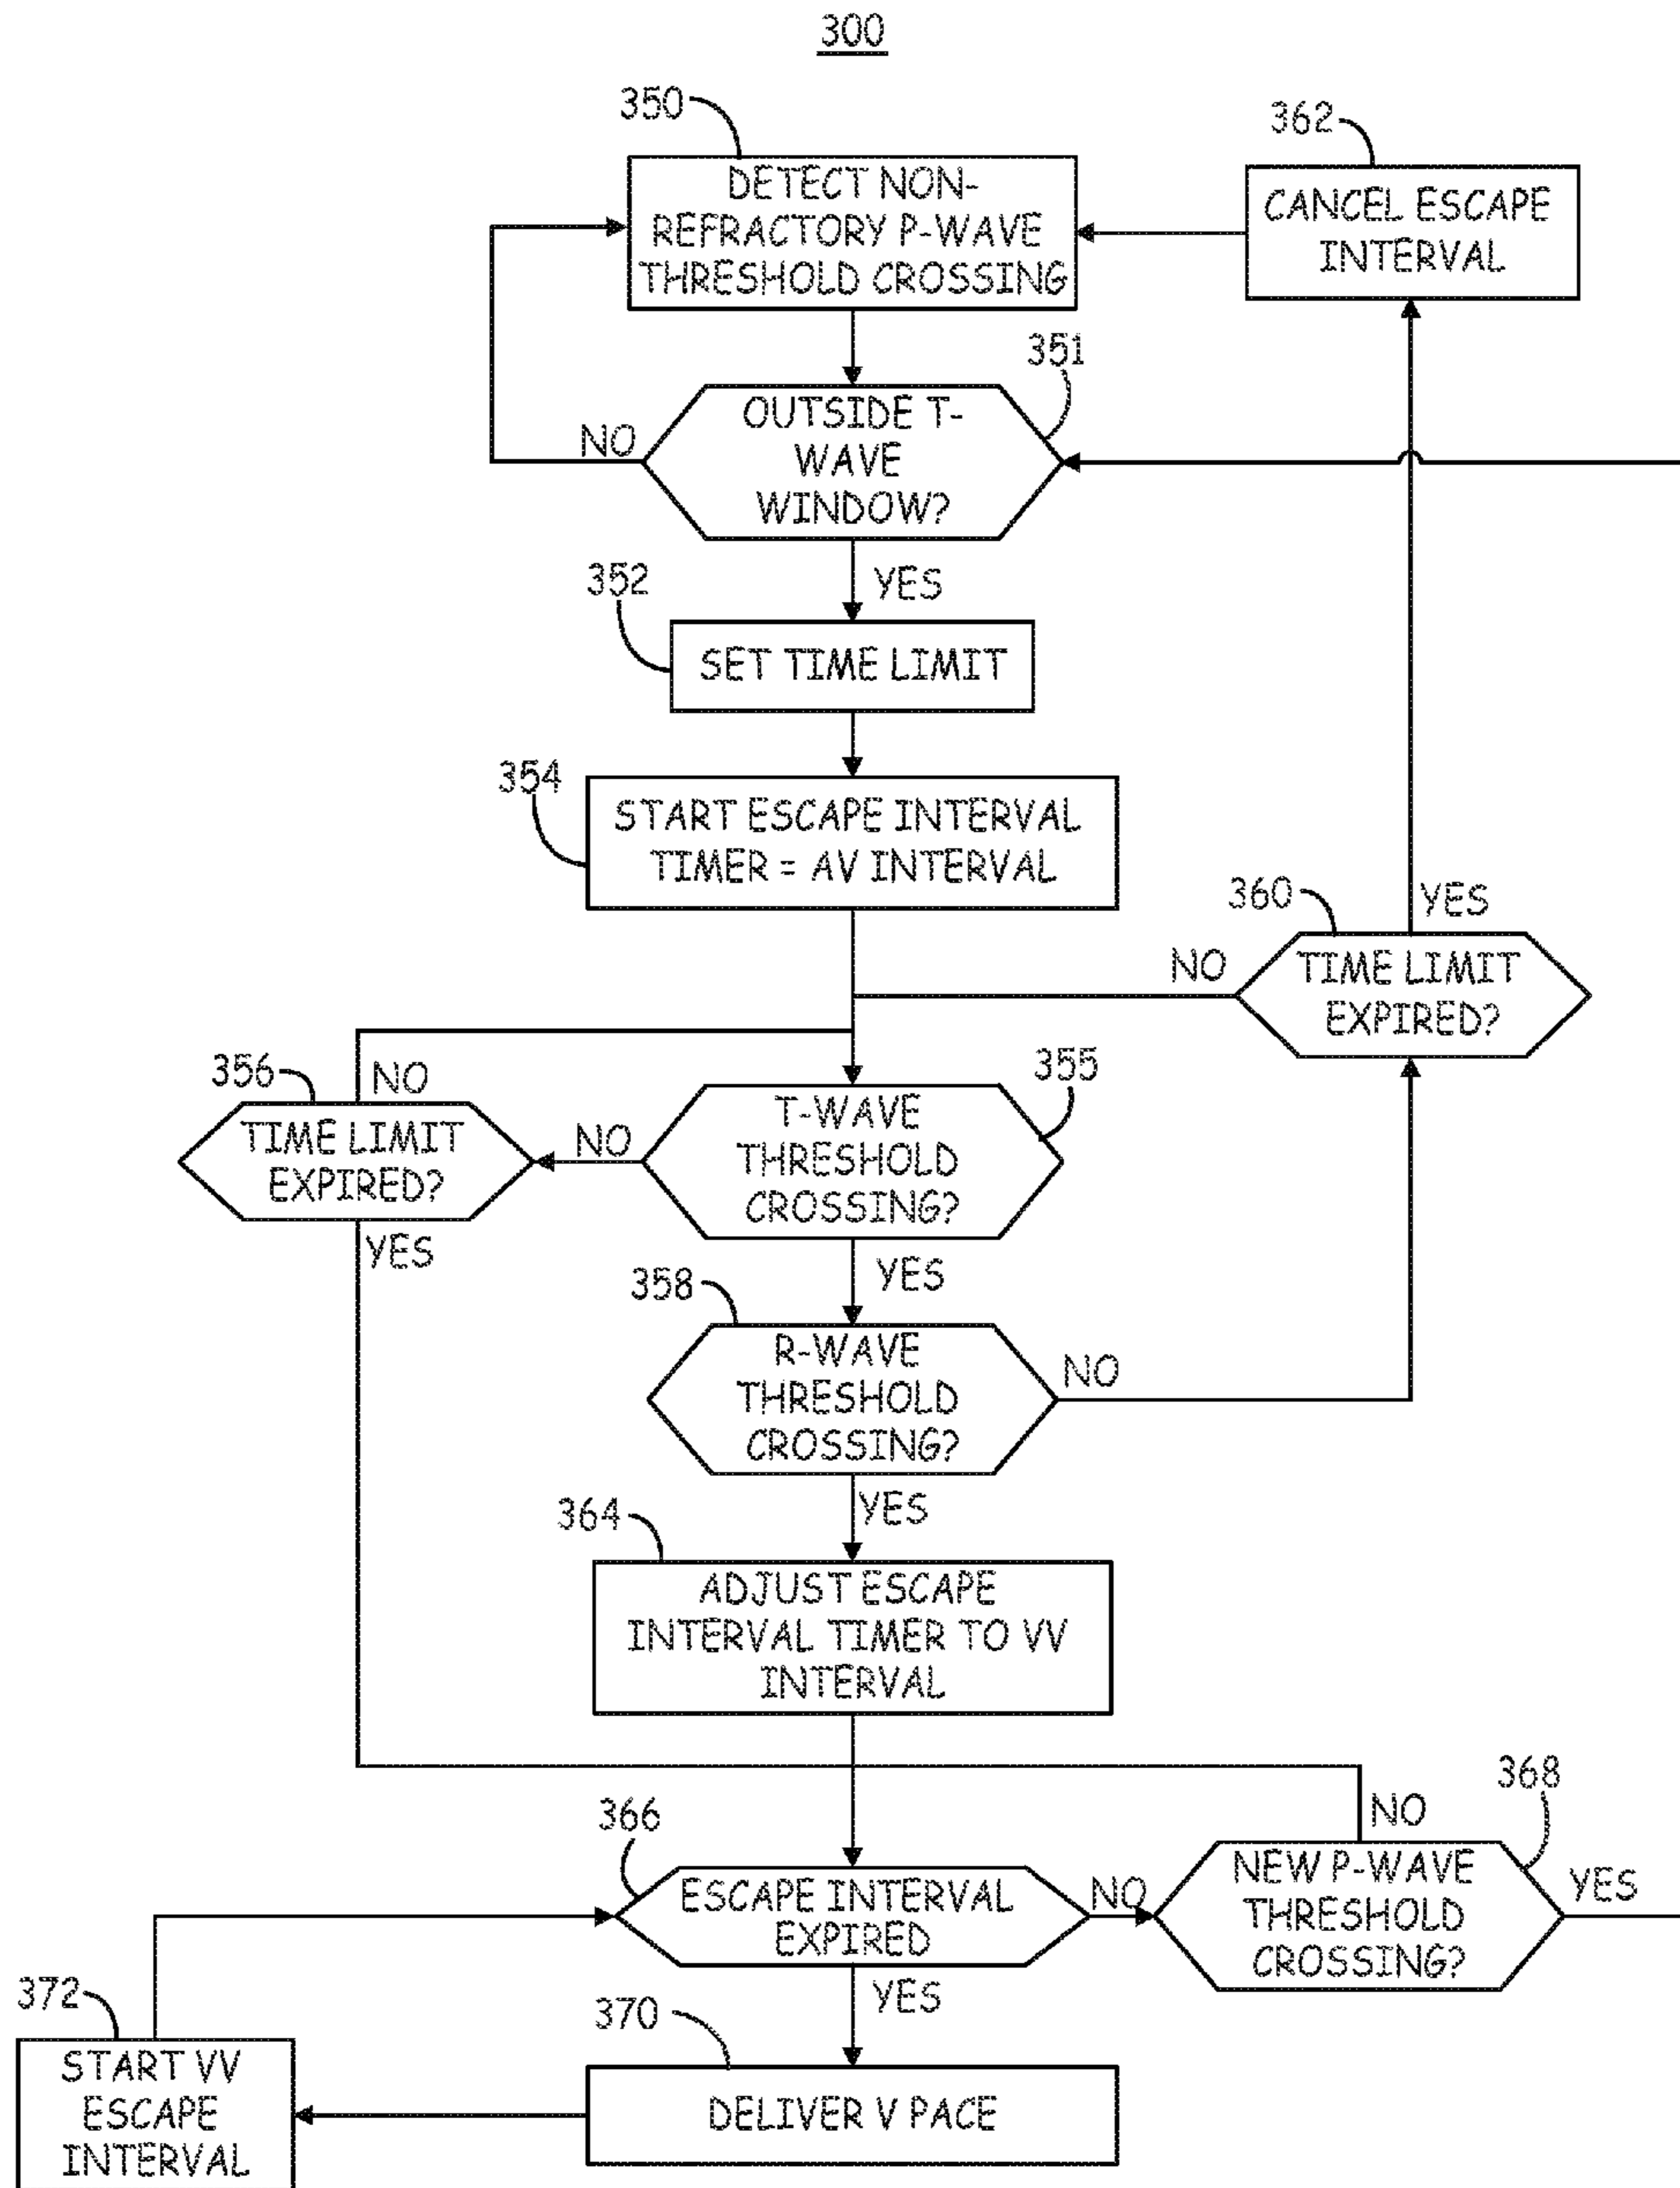 300
350
362
DETECT NON-
REFRACTORY P-WAVE
THRESHOLD CROSSING
CANCEL ESCAPE
INTERVAL
351
OUTSIDE T-
WAVE
WINDOW?
NO
YES
352
SET TIME LIMIT
354
START ESCAPE INTERVAL
TIMER = AV INTERVAL
360
YES
NO
TIME LIMIT
EXPIRED?
356
NO
355
TIME LIMIT
EXPIRED?
NO
T-WAVE
THRESHOLD
CROSSING?
YES
YES
358
R-WAVE
THRESHOLD
CROSSING?
NO
YES
364
ADJUST ESCAPE
INTERVAL TIMER TO VV
INTERVAL
368
NO
366
ESCAPE INTERVAL
EXPIRED
NO
NEW P-WAVE
THRESHOLD
CROSSING?
YES
YES
372
370
START VV
ESCAPE
INTERVAL
DELIVER V PACE